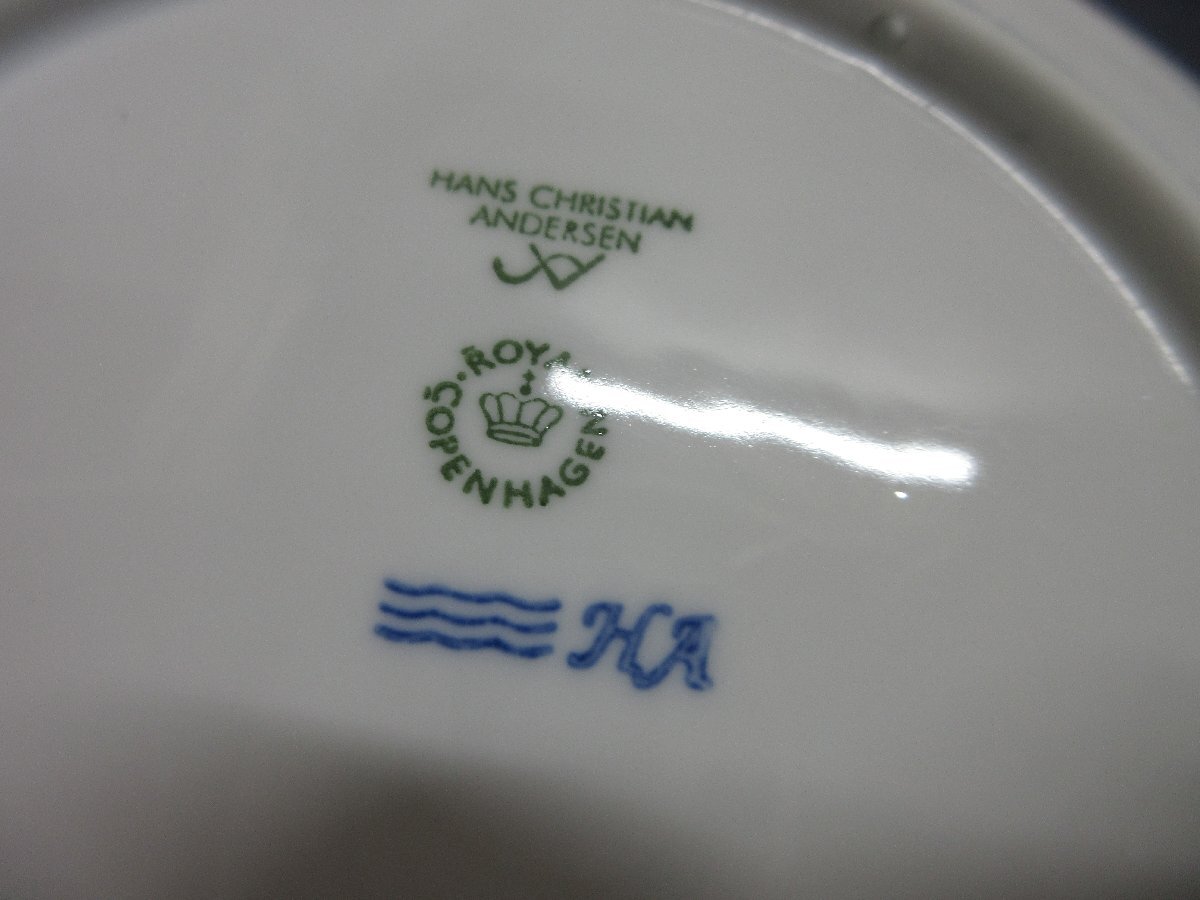 HANS CHRISTIAN
ANDERSEN
ROYAL
COPENHAGEN
HA